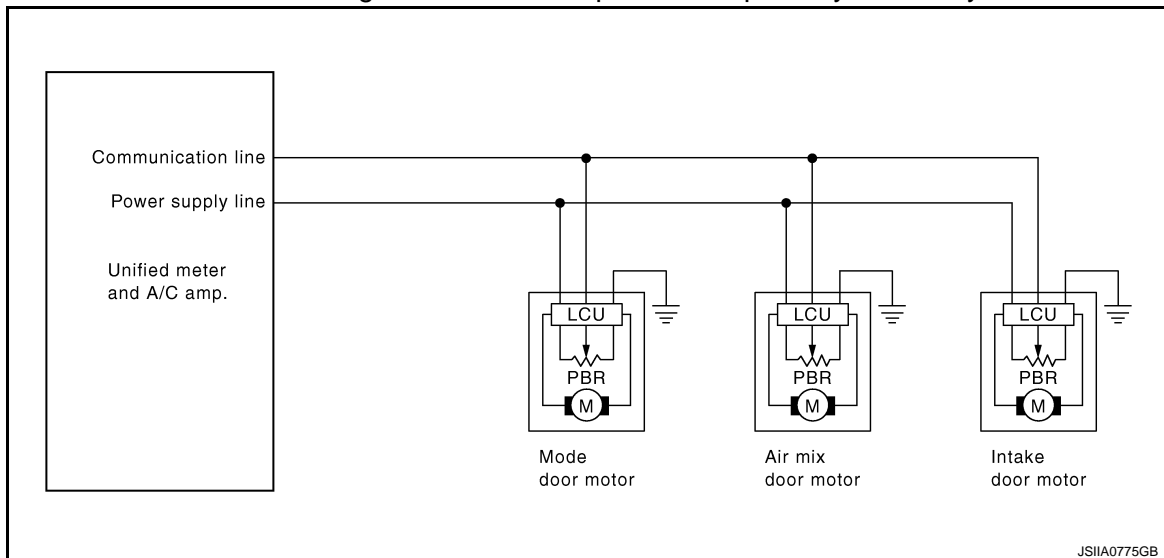 Communication line
Power supply line
Unified meter
and A/C amp.
LCU
PBR
M
Mode
door motor
LCU
PBR
M
Air mix
door motor
LCU
PBR
M
Intake
door motor
JSIIA0775GB